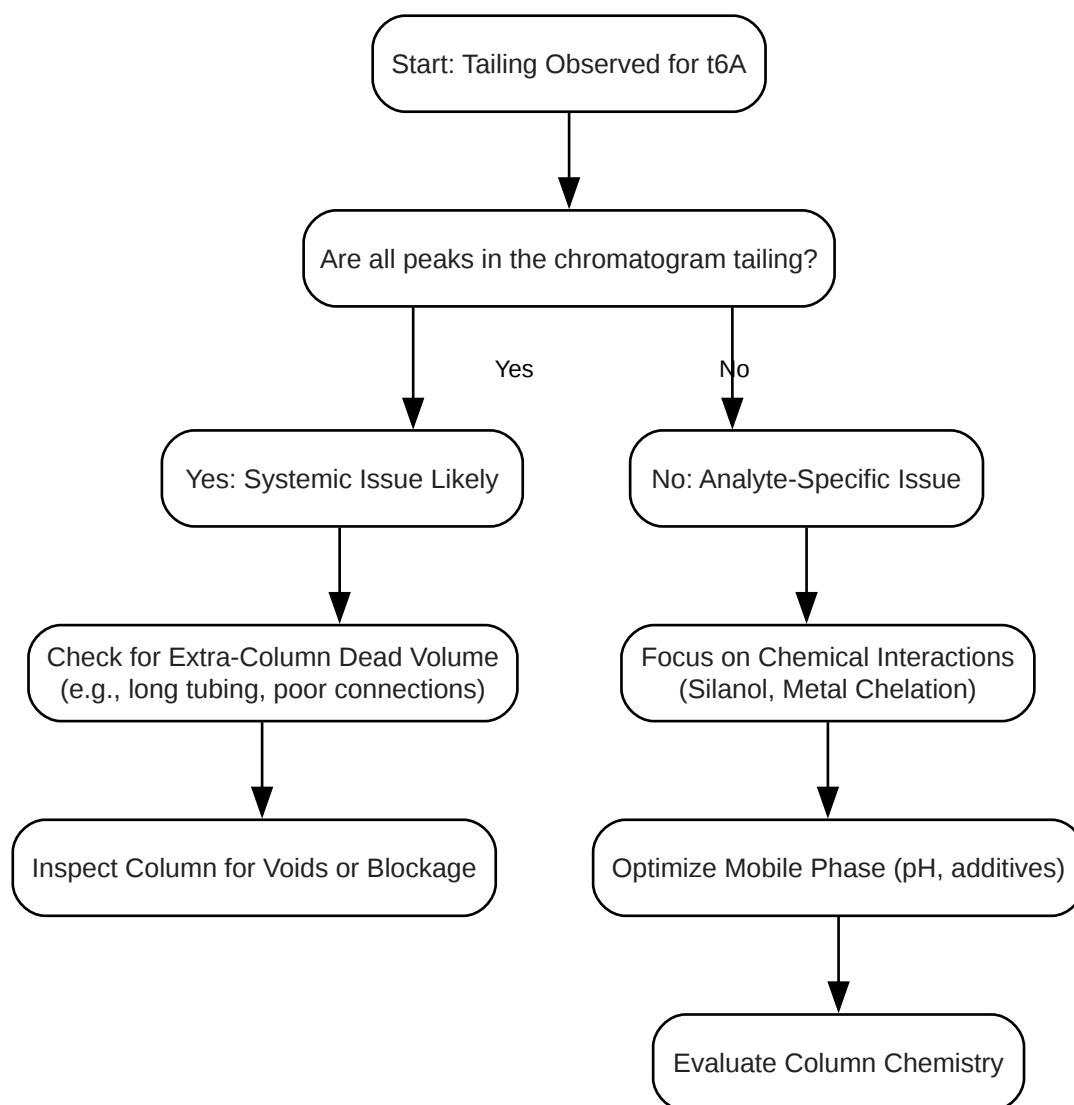 Start: Tailing Observed for t6A
Are all peaks in the chromatogram tailing?
Yes
No
Yes: Systemic Issue Likely
No: Analyte-Specific Issue
Check for Extra-Column Dead Volume
(e.g., long tubing, poor connections)
Focus on Chemical Interactions
(Silanol, Metal Chelation)
Inspect Column for Voids or Blockage
Optimize Mobile Phase (pH, additives)
Evaluate Column Chemistry